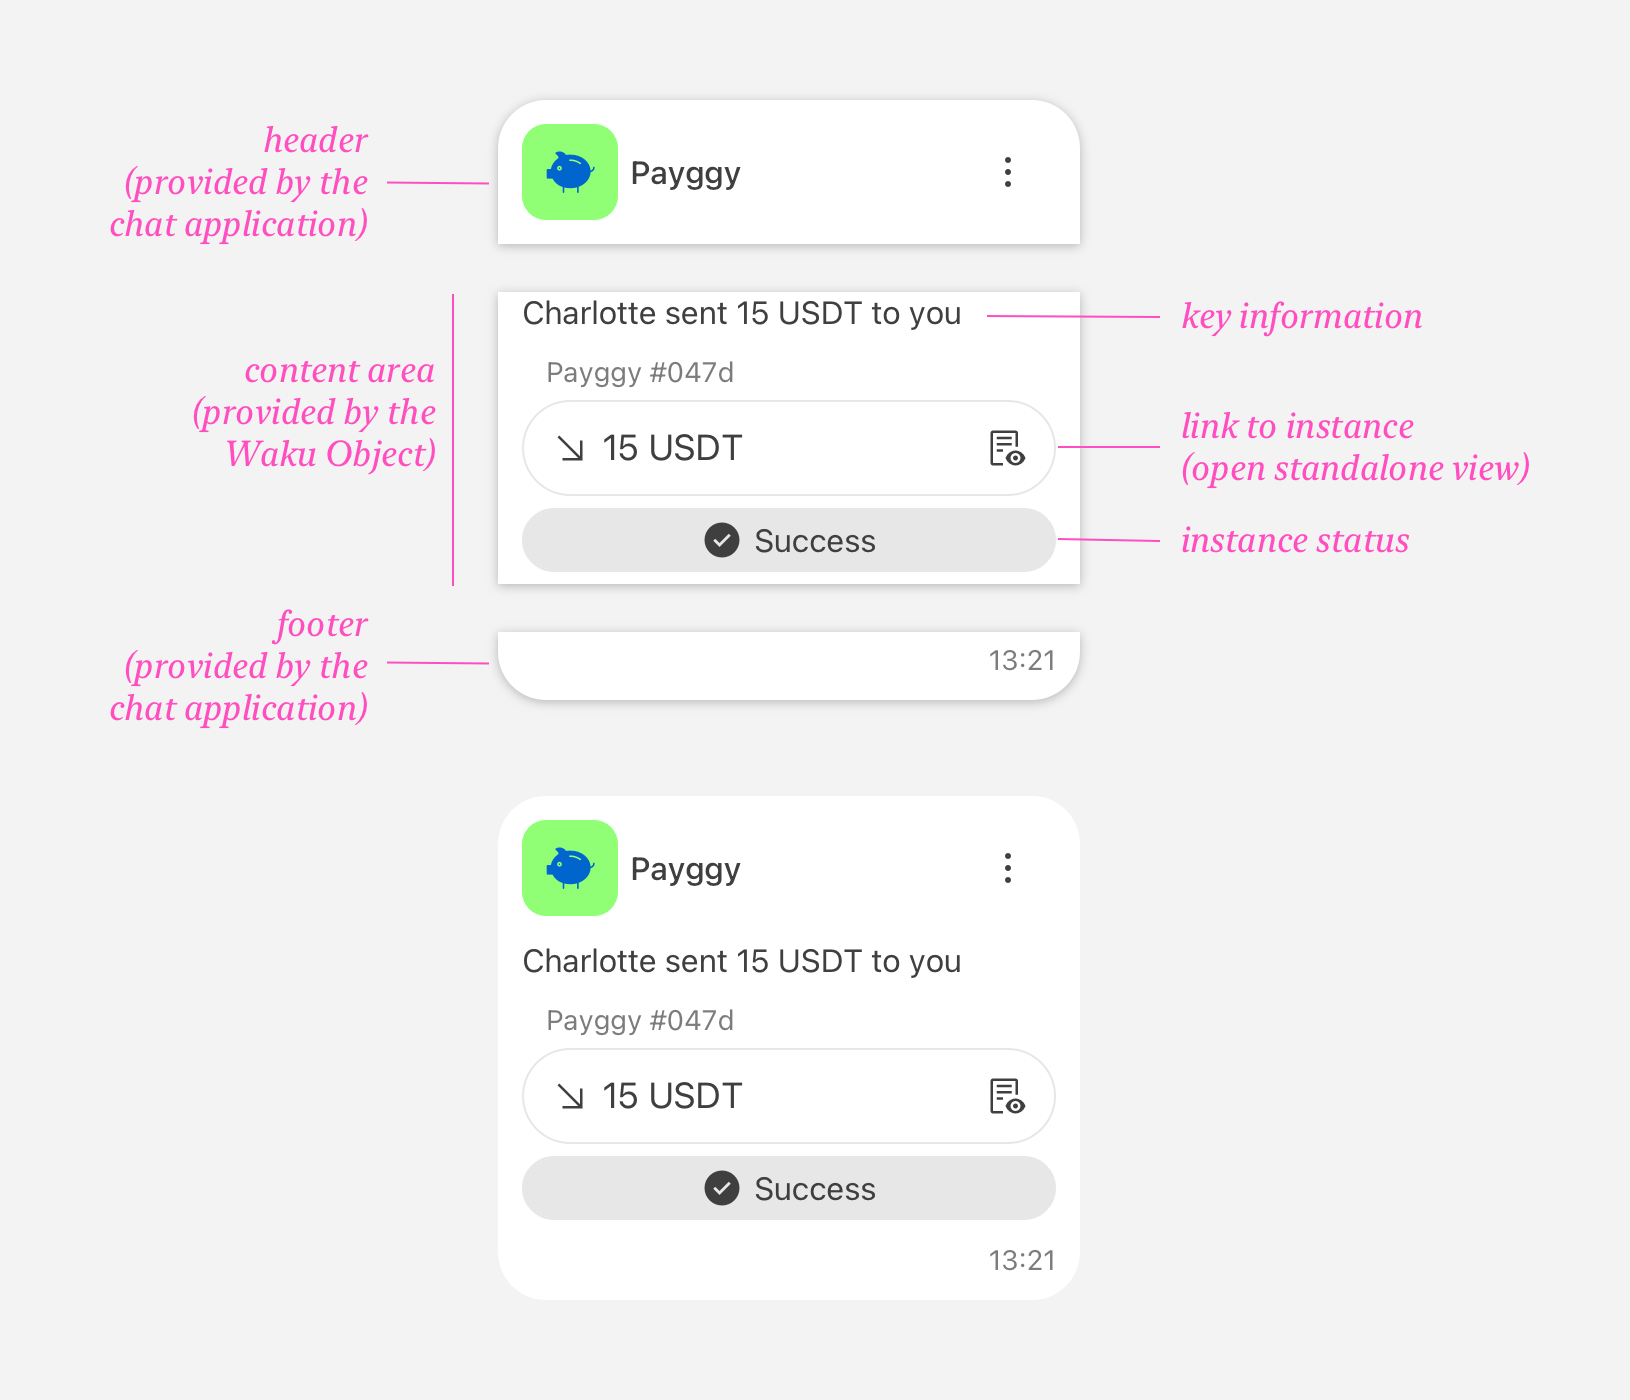 header
(provided by the
chat application)
Payggy
Charlotte sent 15 USDT to you
key information
content area
(provided by the
Waku Object)
Payggy #047d
15 USDT
link to instance
(open standalone view)
Success
instance status
footer
(provided by the
chat application)
13:21
Payggy
Charlotte sent 15 USDT to you
Payggy #047d
15 USDT
Success
13:21